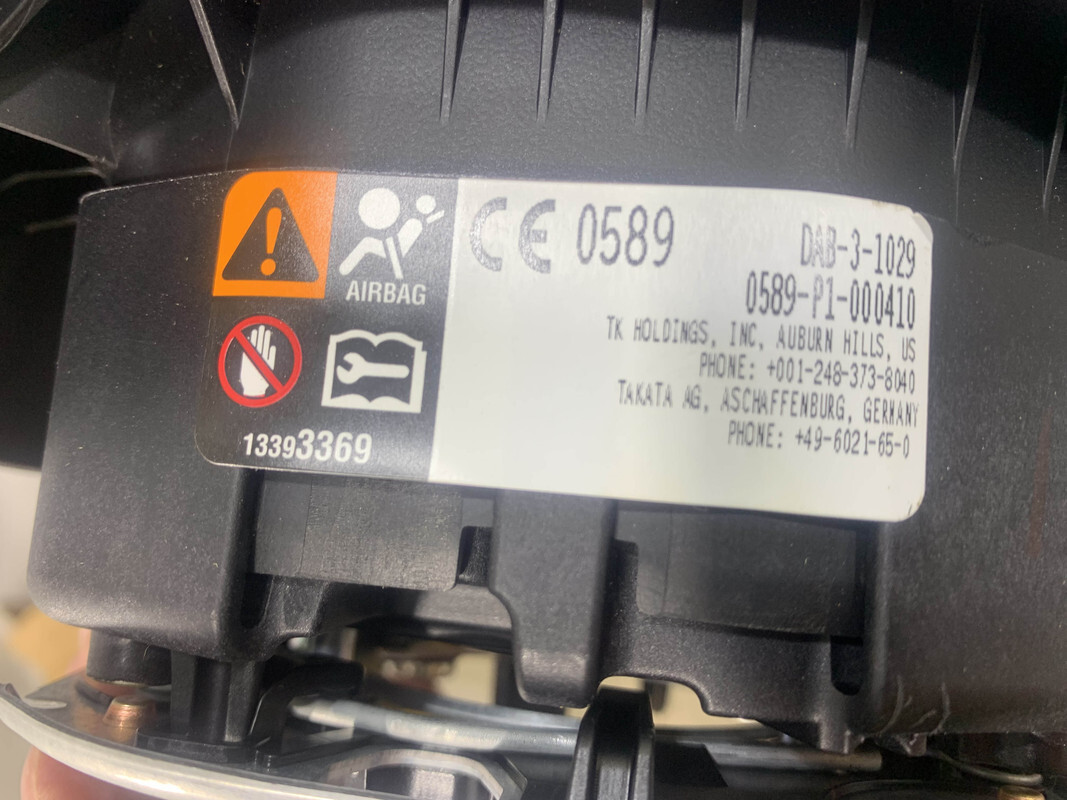 AIRBAG
13393369
CE 0589
DAB-3-1029
0589-P1-000410
TK HOLDINGS, INC, AUBURN HILLS, US
PHONE: +001-248-373-8040
TAKATA AG, ASCHAFFENBURG, GERMANY
PHONE: +49-6021-65-0